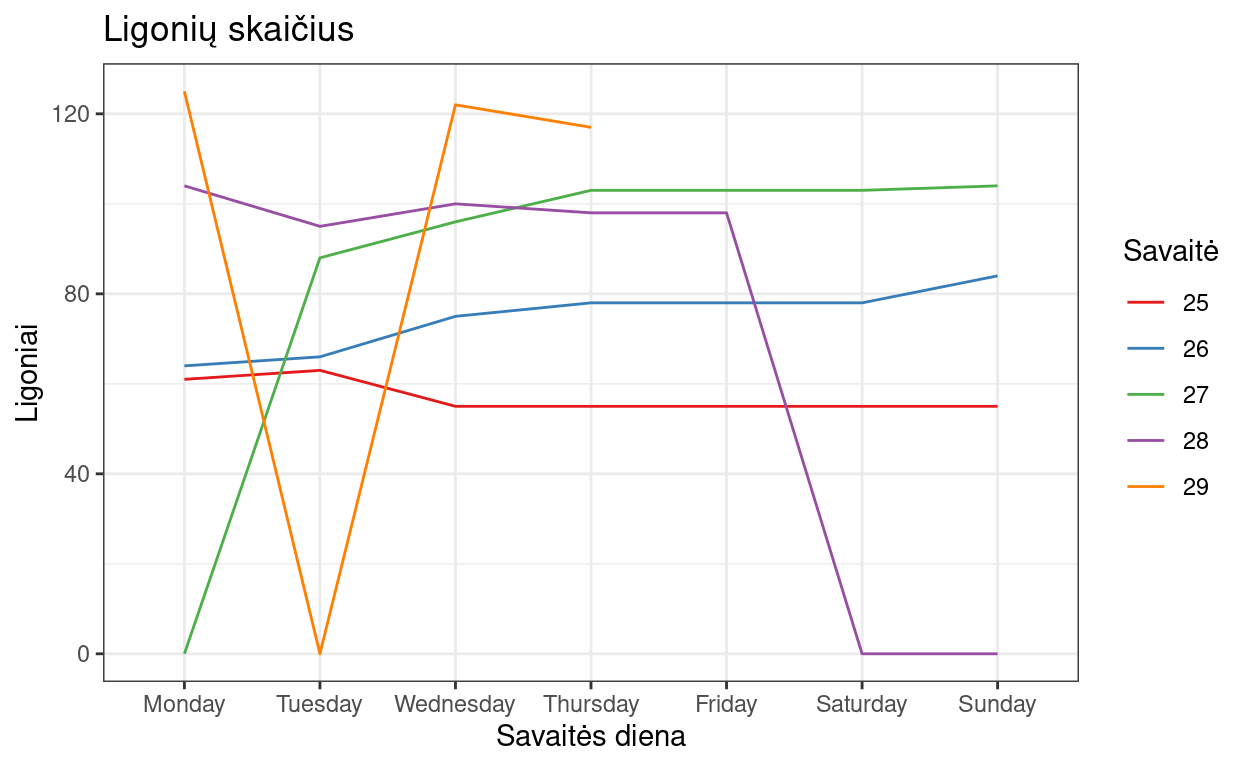 Ligonių skaičius
120
80
40
0
Ligoniai
Monday Tuesday Wednesday Thursday Friday Saturday Sunday
Savaitės diena
Savaitė
25
26
27
28
29